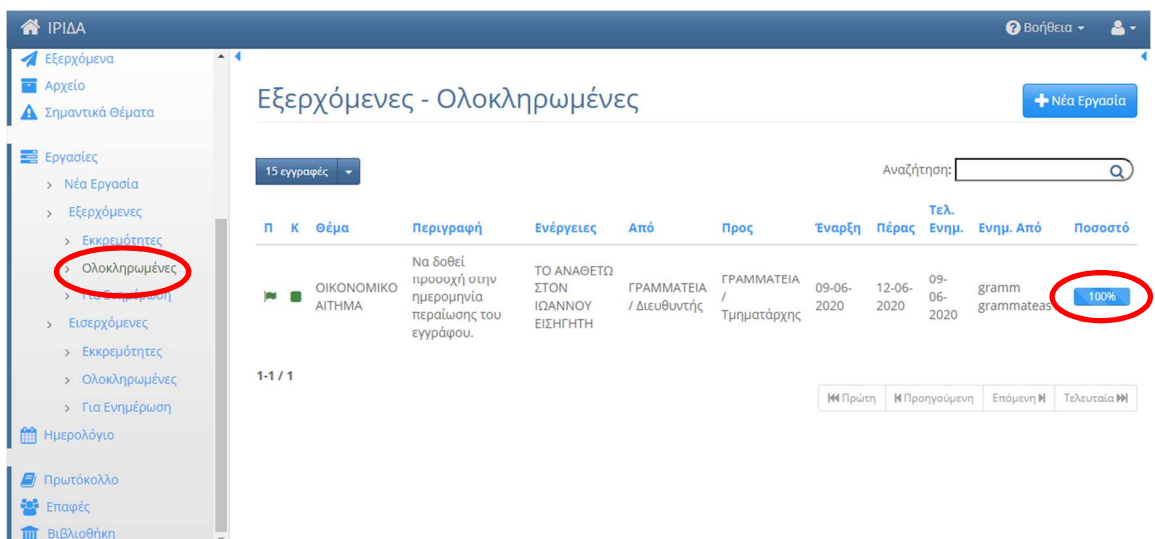 ΙΡΙΔΑ
Βοήθεια
Εξερχόμενα
Αρχείο
Σημαντικά Θέματα
Εργασίες
Νέα Εργασία
Εξερχόμενες
Εκκρεμότητες
Ολοκληρωμένες
Για Ενημέρωση
Εισερχόμενες
Εκκρεμότητες
Ολοκληρωμένες
Για Ενημέρωση
Ημερολόγιο
Πρωτόκολλο
Επαφές
Βιβλιοθήκη
Εξερχόμενες - Ολοκληρωμένες
Νέα Εργασία
15 εγγραφές
Αναζήτηση:
Π Κ Θέμα Περιγραφή Ενέργειες Από Προς Έναρξη Πέρας Τελ. Ενημ. Ενημ. Από Ποσοστό
ΟΙΚΟΝΟΜΙΚΟ
ΑΙΤΗΜΑ
Να δοθεί
προσοχή στην
ημερομηνία
περαίωσης του
εγγράφου.
ΤΟ ΑΝΑΘΕΤΩ
ΣΤΟΝ
ΙΩΑΝΝΟΥ
ΕΙΣΗΓΗΤΗ
ΓΡΑΜΜΑΤΕΙΑ
/ Διευθυντής
ΓΡΑΜΜΑΤΕΙΑ
/
Τμηματάρχης
09-06-
2020
12-06-
2020
09-
06-
2020
gramm
grammateas
100%
1-1 / 1
Πρώτη
Προηγούμενη
Επόμενη
Τελευταία